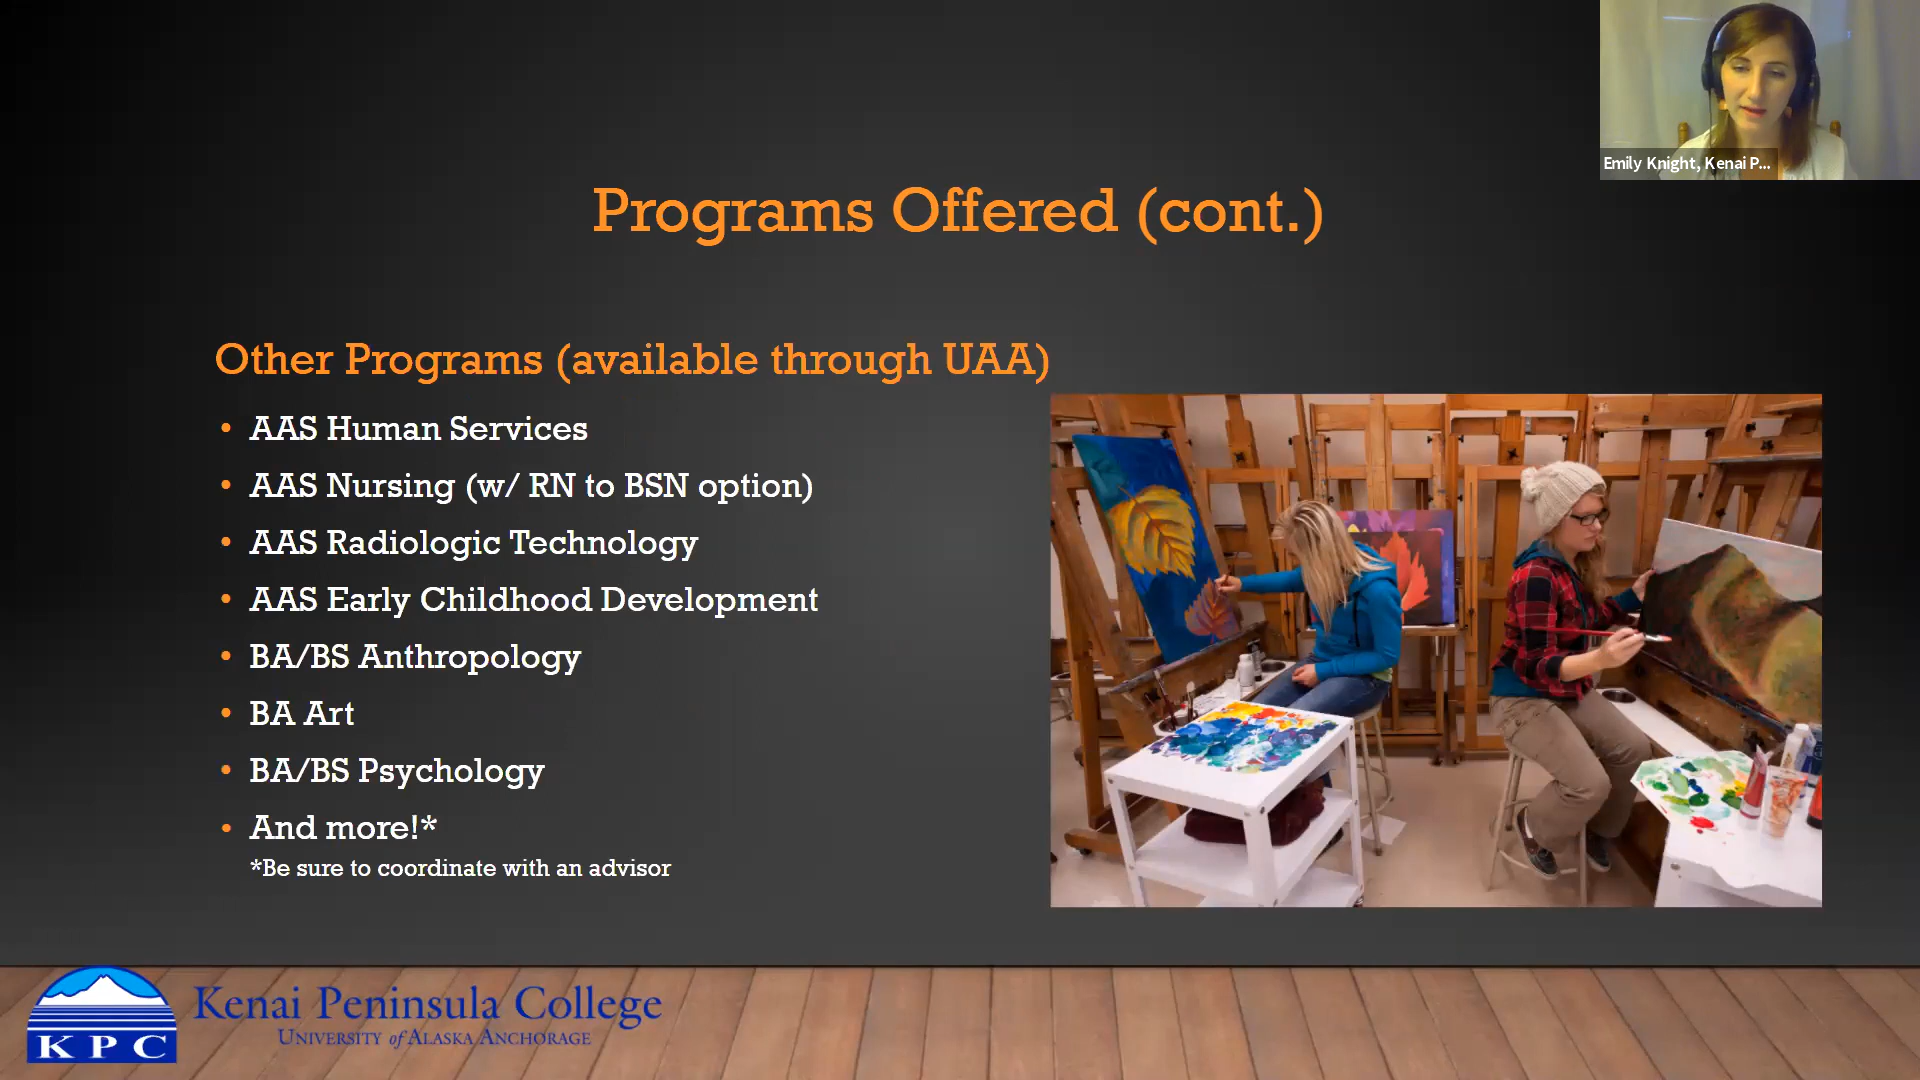 Emily Knight, Kenai P...
Programs Offered (cont.)
Other Programs (available through UAA)
• AAS Human Services
• AAS Nursing (w/ RN to BSN option)
• AAS Radiologic Technology
• AAS Early Childhood Development
• BA/BS Anthropology
• BA Art
• BA/BS Psychology
• And more!*
*Be sure to coordinate with an advisor
KPC
Kenai Peninsula College
University of Alaska Anchorage